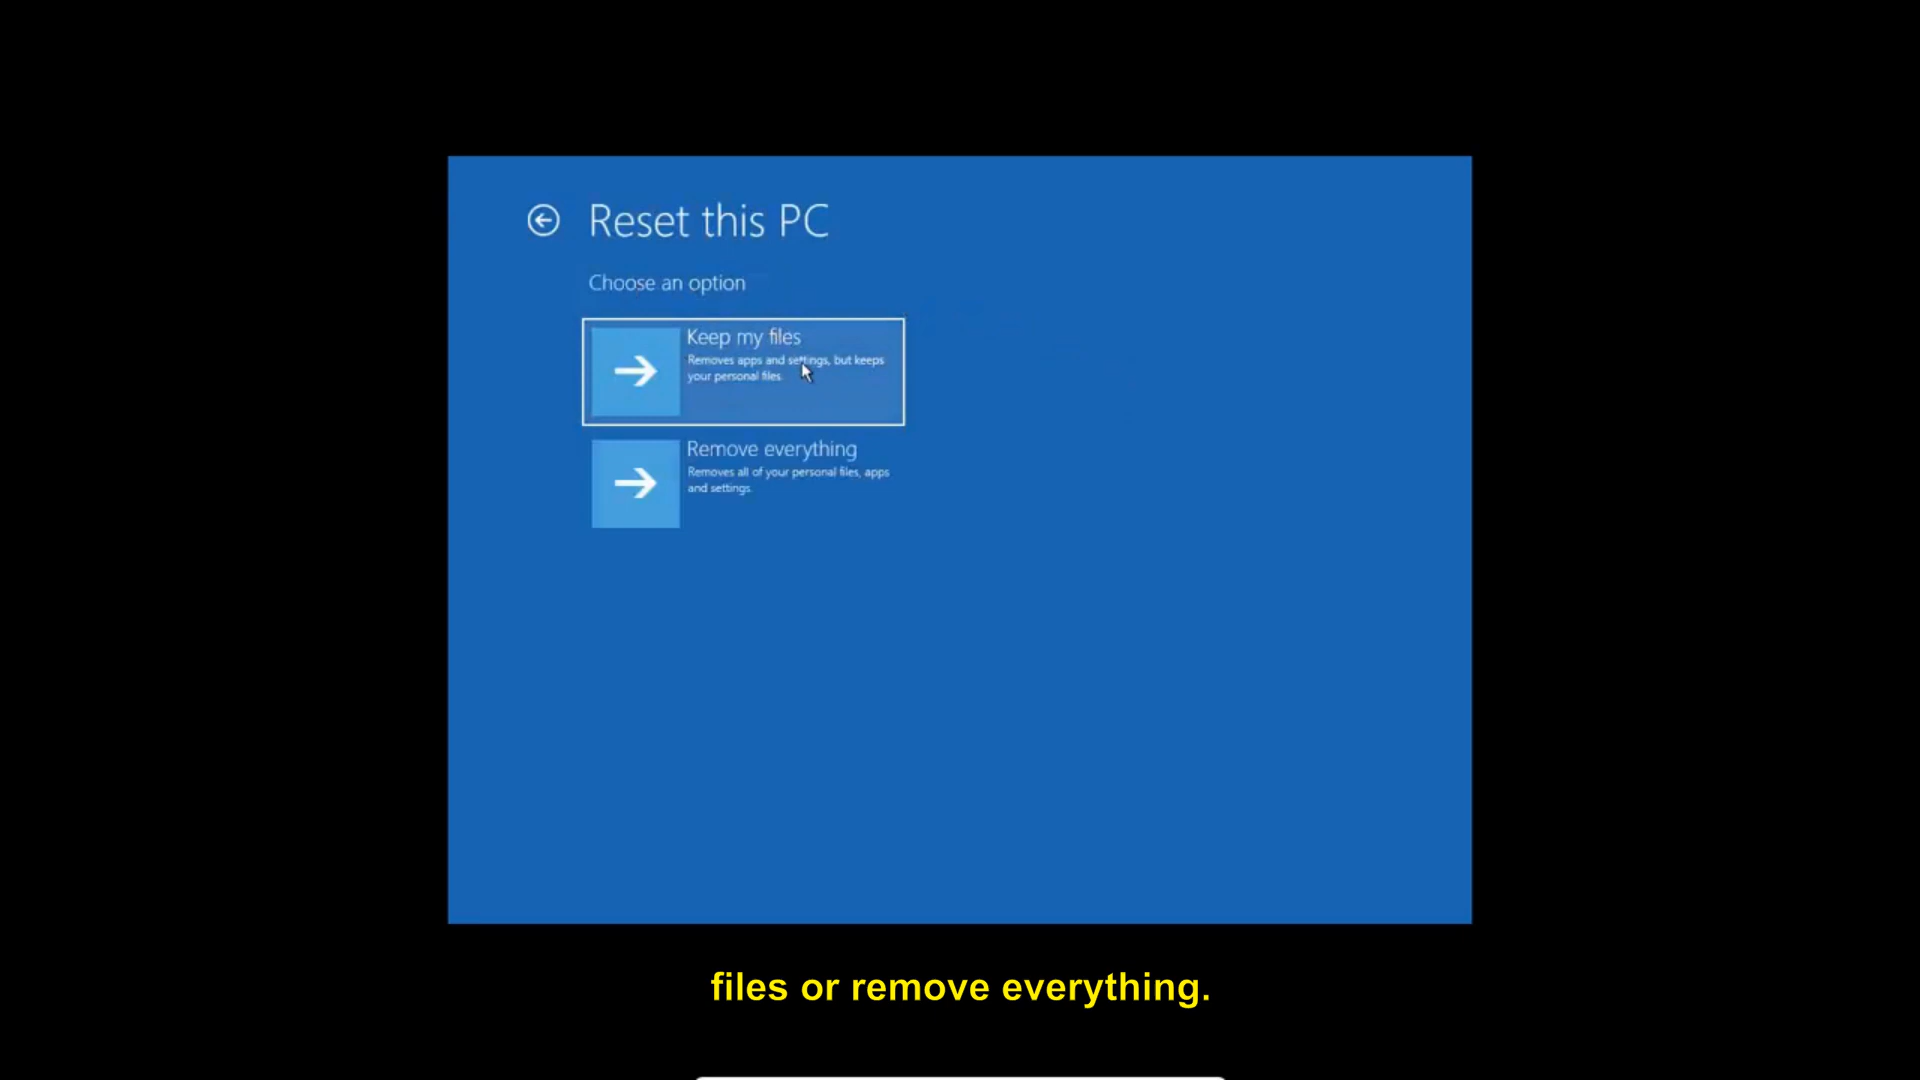 Reset this PC
Choose an option
Keep my files
Removes apps and settings, but keeps
your personal files.
Remove everything
Removes all of your personal files, apps
and settings.
files or remove everything.